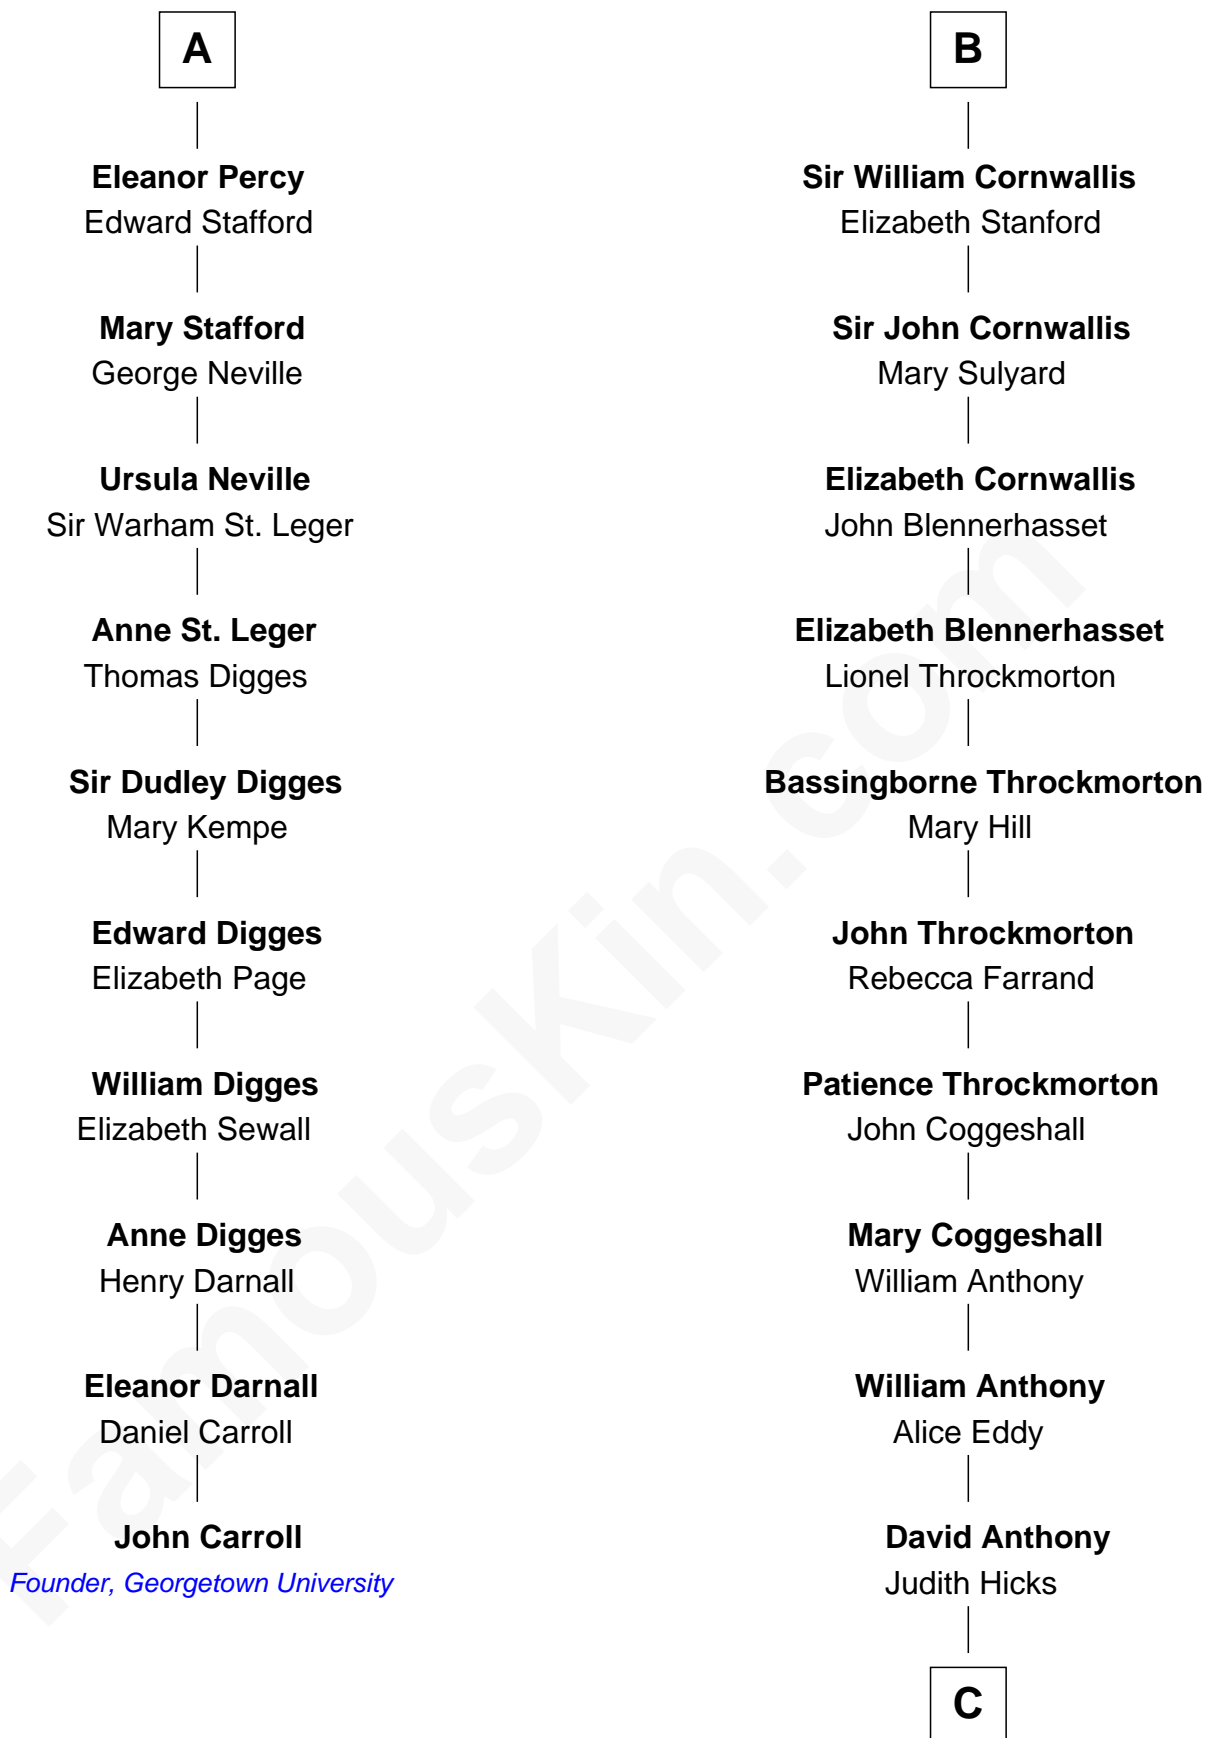 A
Eleanor Percy
Edward Stafford
Mary Stafford
George Neville
Ursula Neville
Sir Warham St. Leger
Anne St. Leger
Thomas Digges
Sir Dudley Digges
Mary Kempe
Edward Digges
Elizabeth Page
William Digges
Elizabeth Sewall
Anne Digges
Henry Darnall
Eleanor Darnall
Daniel Carroll
John Carroll
Founder, Georgetown University
B
Sir William Cornwallis
Elizabeth Stanford
Sir John Cornwallis
Mary Sulyard
Elizabeth Cornwallis
John Blennerhasset
Elizabeth Blennerhasset
Lionel Throckmorton
Bassingborne Throckmorton
Mary Hill
John Throckmorton
Rebecca Farrand
Patience Throckmorton
John Coggeshall
Mary Coggeshall
William Anthony
William Anthony
Alice Eddy
David Anthony
Judith Hicks
C
FamousKin.com